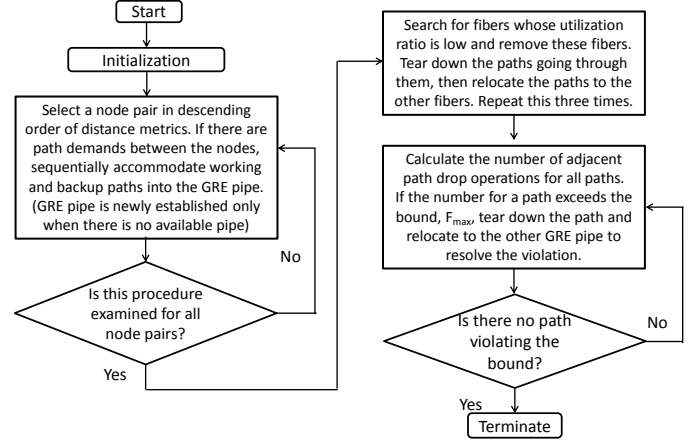 Start
Initialization
Select a node pair in descending
order of distance metrics. If there are
path demands between the nodes,
sequentially accommodate working
and backup paths into the GRE pipe.
(GRE pipe is newly established only
when there is no available pipe)
No
Is this procedure
examined for all
node pairs?
Yes
Search for fibers whose utilization
ratio is low and remove these fibers.
Tear down the paths going through
them, then relocate the paths to the
other fibers. Repeat this three times.
Calculate the number of adjacent
path drop operations for all paths.
If the number for a path exceeds the
bound, Fmax, tear down the path and
relocate to the other GRE pipe to
resolve the violation.
Is there no path
violating the
bound?
No
Yes
Terminate